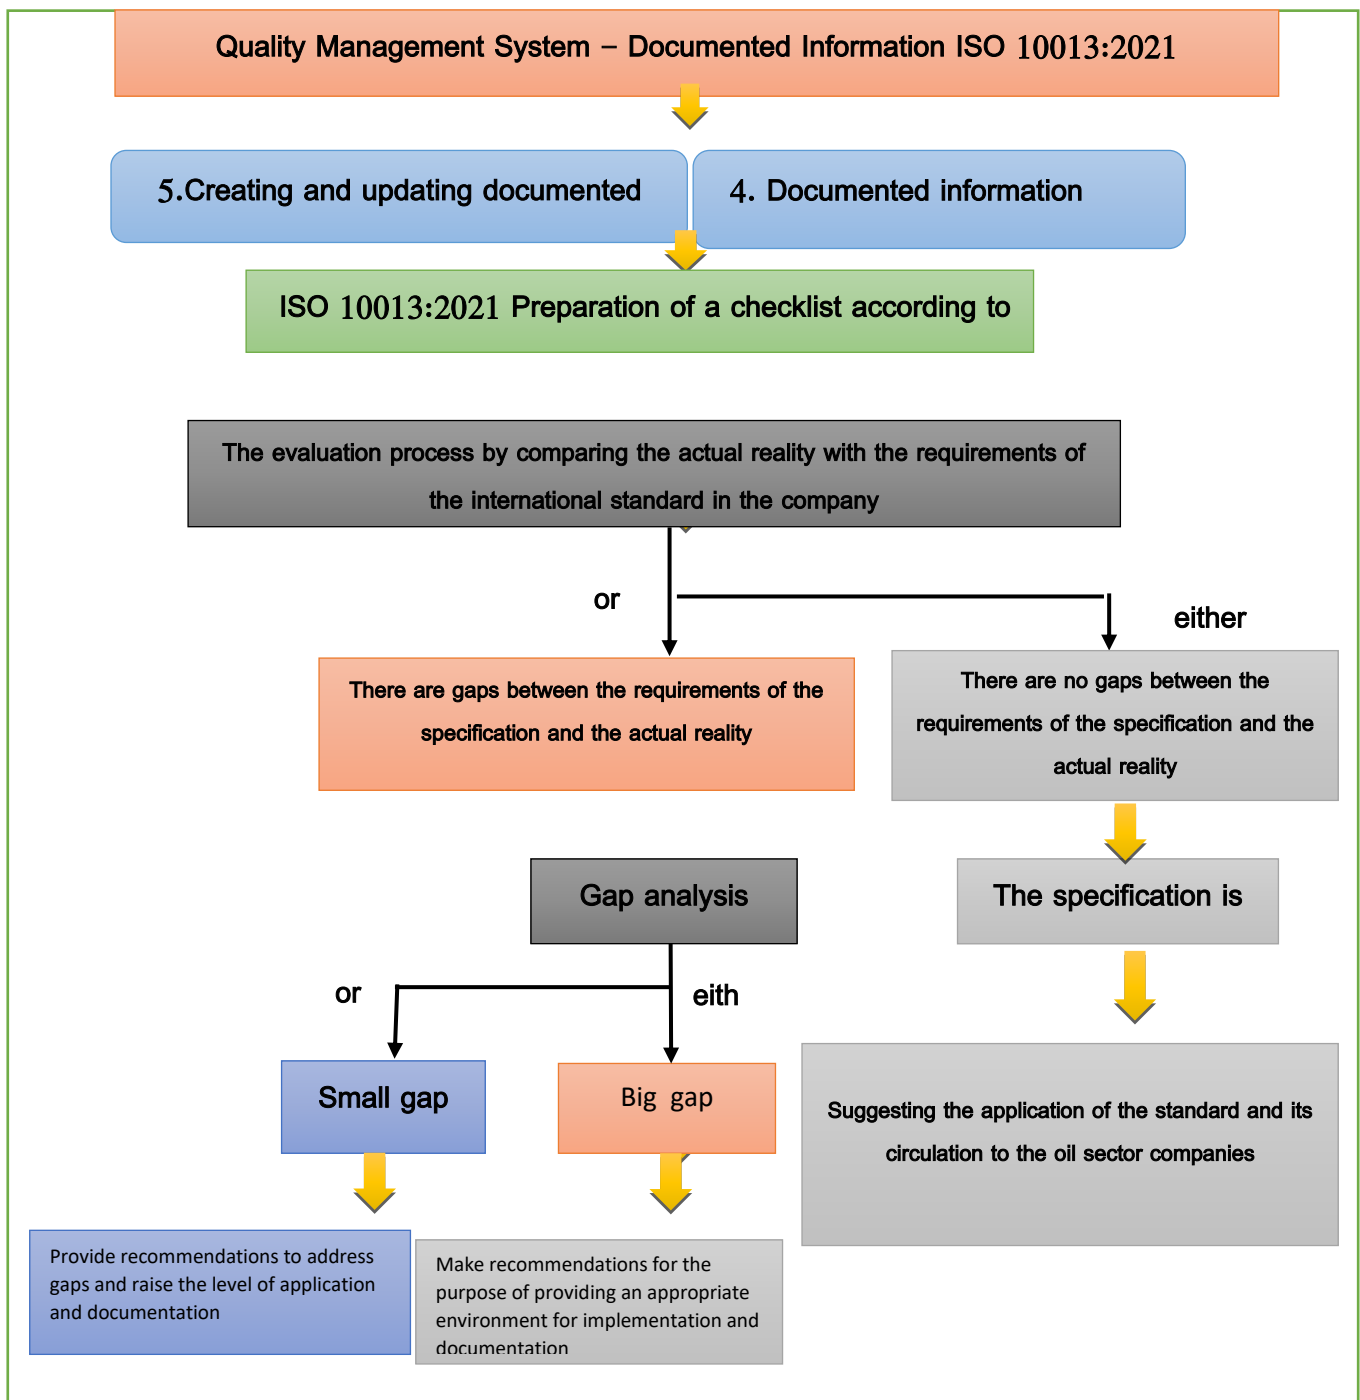 Quality Management System – Documented Information ISO 10013:2021
5.Creating and updating documented
4. Documented information
ISO 10013:2021 Preparation of a checklist according to
The evaluation process by comparing the actual reality with the requirements of
the international standard in the company
or
either
There are gaps between the requirements of the
specification and the actual reality
There are no gaps between the
requirements of the specification and the
actual reality
Gap analysis
The specification is
or
eith
Small gap
Big gap
Suggesting the application of the standard and its
circulation to the oil sector companies
Provide recommendations to address
gaps and raise the level of application
and documentation
Make recommendations for the
purpose of providing an appropriate
environment for implementation and
documentation